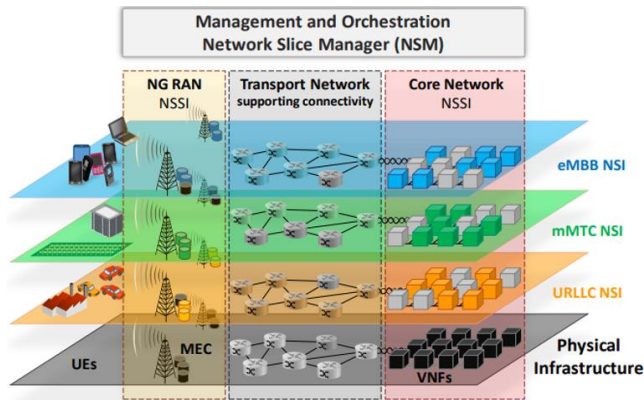 Management and Orchestration
Network Slice Manager (NSM)
NG RAN
NSSI
Transport Network
supporting connectivity
Core Network
NSSI
eMBB NSI
mMTC NSI
URLLC NSI
UEs
MEC
VNFs
Physical
Infrastructure